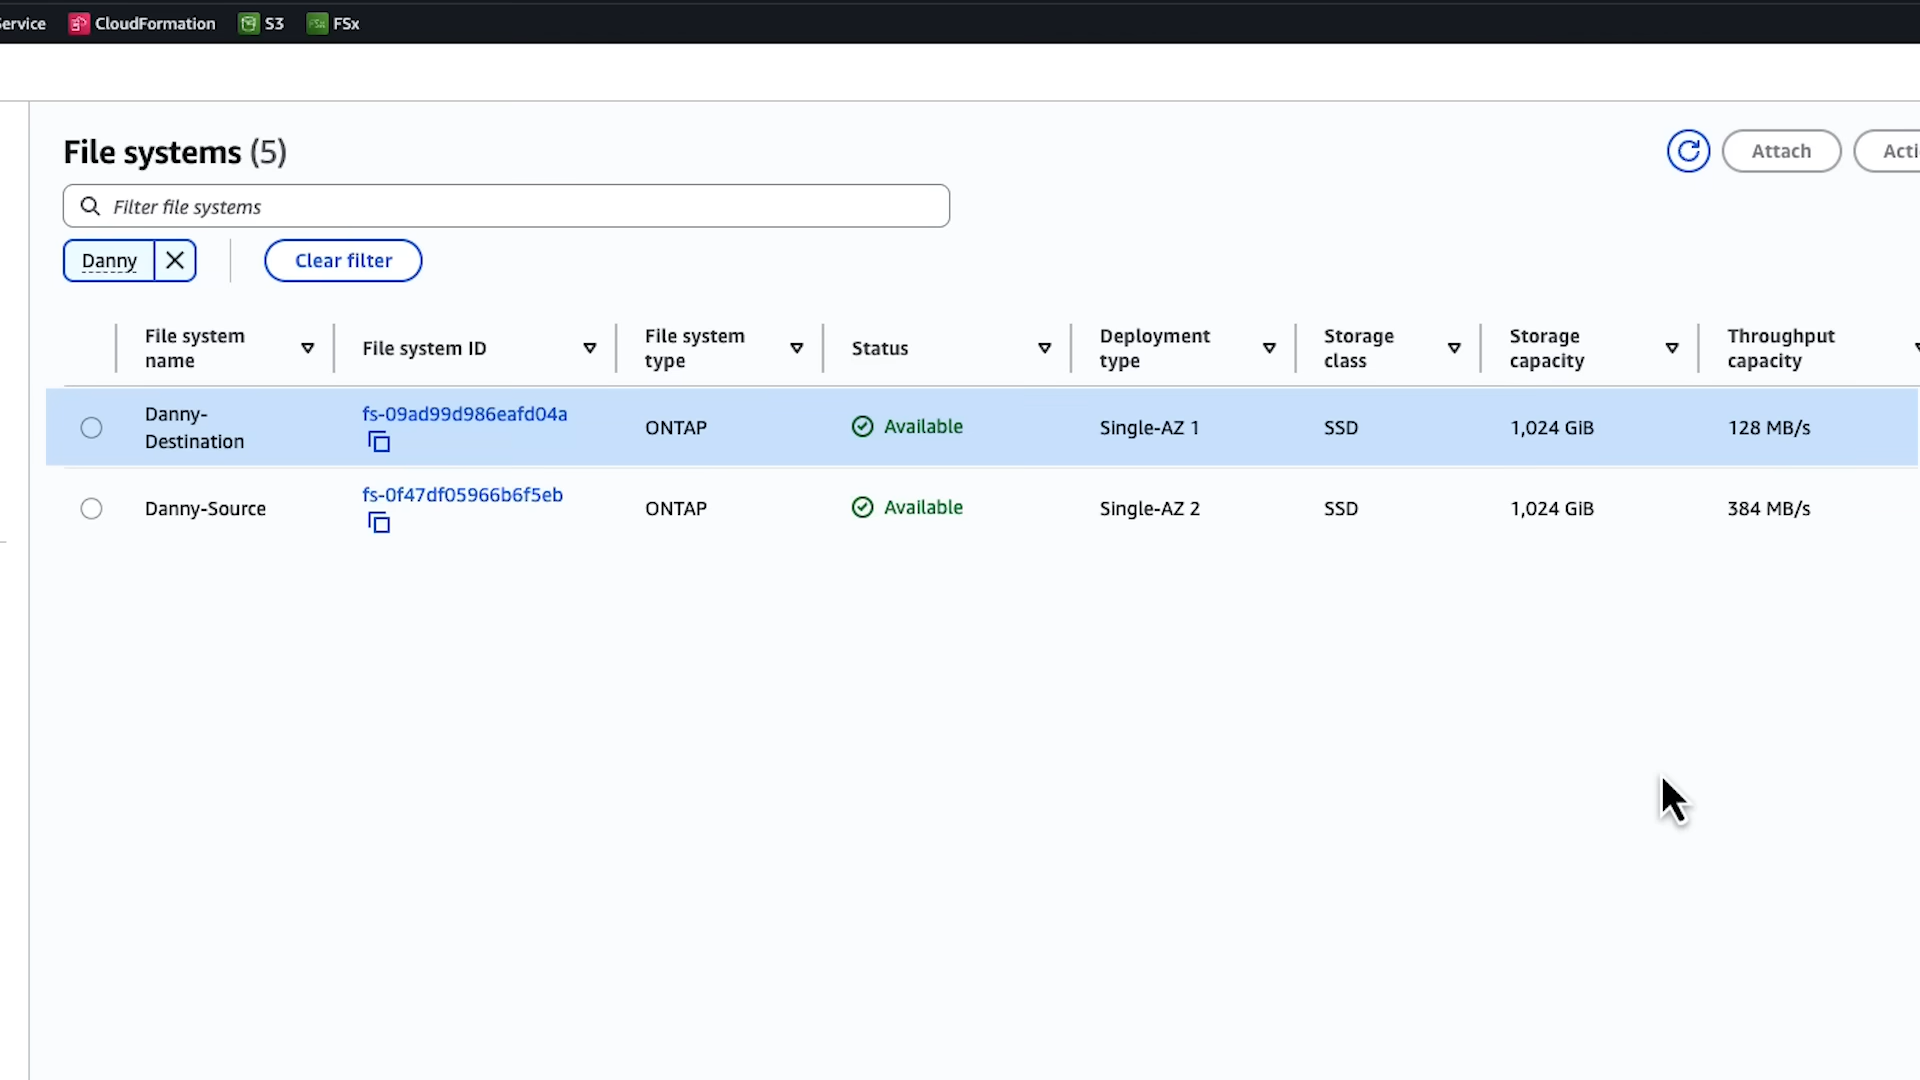 CloudFormation S3 FSx
File systems (5)
Attach
Filter file systems
Danny
Clear filter
File system name
File system ID
File system type
Status
Deployment type
Storage class
Storage capacity
Throughput capacity
Danny-Destination
fs-09ad99d986eafd04a
ONTAP
Available
Single-AZ 1
SSD
1,024 GiB
128 MB/s
Danny-Source
fs-0f47df05966b6f5eb
ONTAP
Available
Single-AZ 2
SSD
1,024 GiB
384 MB/s